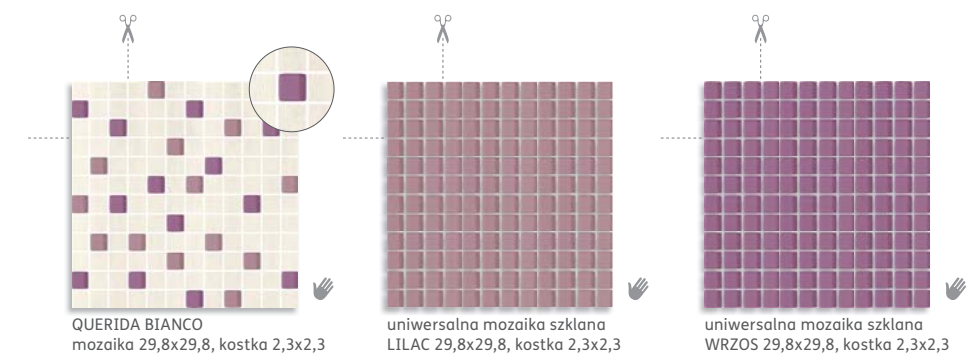 QUERIDA BIANCO
mozaika 29,8x29,8, kostka 2,3x2,3
uniwersalna mozaika szklana
LILAC 29,8x29,8, kostka 2,3x2,3
uniwersalna mozaika szklana
WRZOS 29,8x29,8, kostka 2,3x2,3